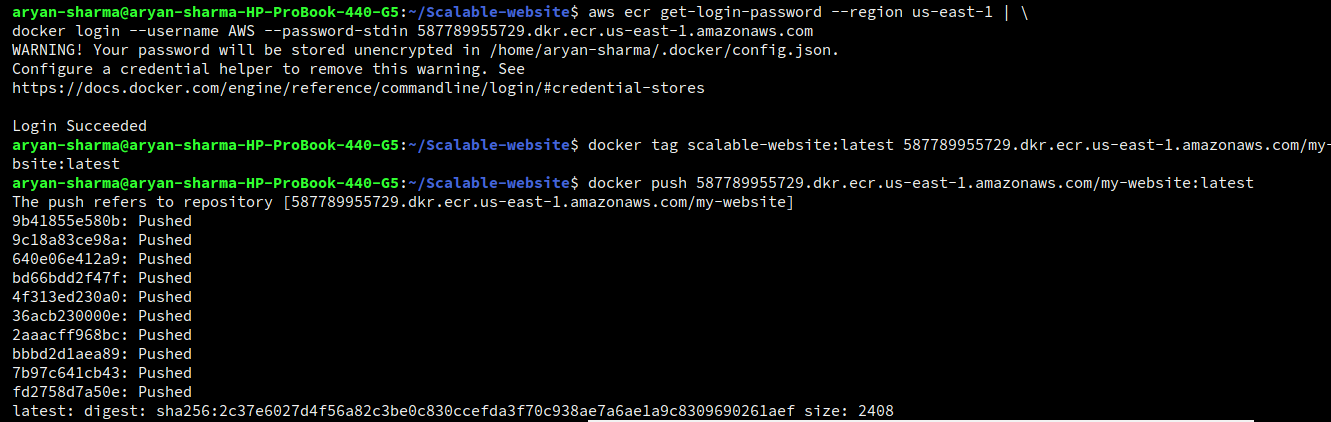 aryan-sharma@aryan-sharma-HP-ProBook-440-G5:~/Scalable-website$ aws ecr get-login-password --region us-east-1 | \
docker login --username AWS --password-stdin 587789955729.dkr.ecr.us-east-1.amazonaws.com
WARNING! Your password will be stored unencrypted in /home/aryan-sharma/.docker/config.json.
Configure a credential helper to remove this warning. See
https://docs.docker.com/engine/reference/commandline/login/#credential-stores
Login Succeeded
aryan-sharma@aryan-sharma-HP-ProBook-440-G5:~/Scalable-website$ docker tag scalable-website:latest 587789955729.dkr.ecr.us-east-1.amazonaws.com/my-
bsite:latest
aryan-sharma@aryan-sharma-HP-ProBook-440-G5:~/Scalable-website$ docker push 587789955729.dkr.ecr.us-east-1.amazonaws.com/my-website:latest
The push refers to repository [587789955729.dkr.ecr.us-east-1.amazonaws.com/my-website]
9b41855e580b: Pushed
9c18a83ce98a: Pushed
640e06e412a9: Pushed
bd66bdd2f47f: Pushed
4f313ed230a0: Pushed
36acb230000e: Pushed
2aaacff968bc: Pushed
bbbd2d1aea89: Pushed
7b97c641cb43: Pushed
fd2758d7a50e: Pushed
latest: digest: sha256:2c37e6027d4f56a82c3be0c830ccefda3f70c938ae7a6ae1a9c8309690261aef size: 2408